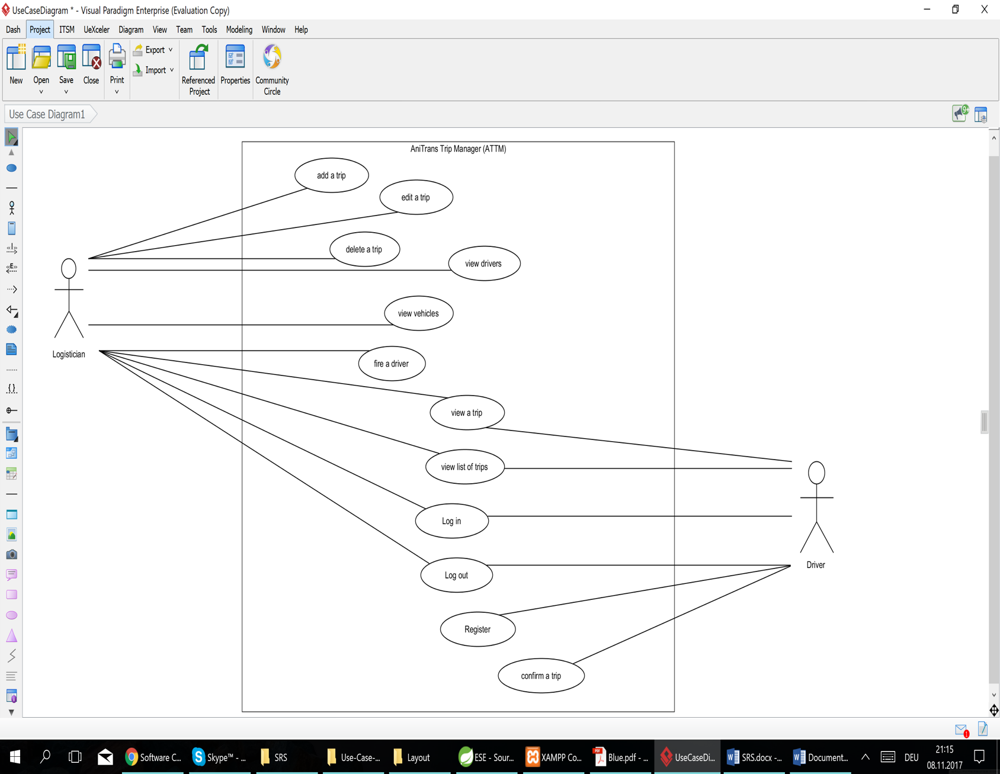 UseCaseDiagram * - Visual Paradigm Enterprise (Evaluation Copy)
Dash Project ITSM UeXceler Diagram View Team Tools Modeling Window Help
New Open Save Close Print Export Import Referenced Project Properties Community Circle
Use Case Diagram1
AniTrans Trip Manager (ATTM)
add a trip
edit a trip
delete a trip
view drivers
view vehicles
Logistician
fire a driver
view a trip
view list of trips
Log in
Driver
Log out
Register
confirm a trip
Software C... Skype™ - ... SRS Use-Case-... Layout ESE - Sour... XAMPP Co... Blue.pdf - ... UseCaseDi... SRS.docx -... Document... DEU 21:15
08.11.2017